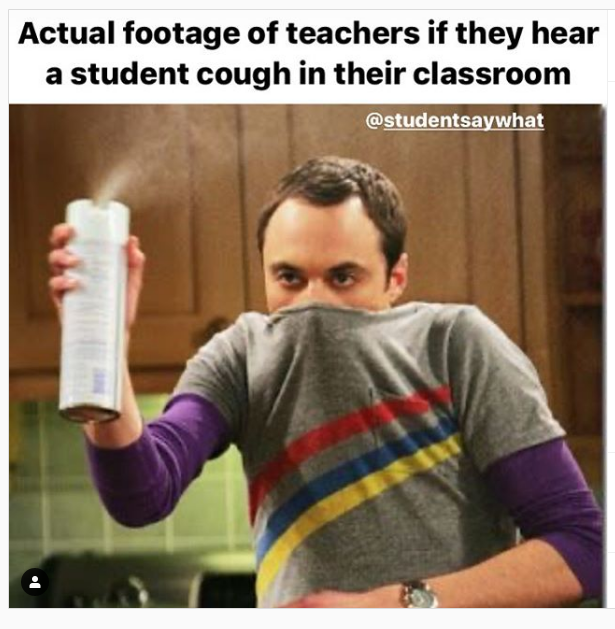 Actual footage of teachers if they hear
a student cough in their classroom
@studentsaywhat